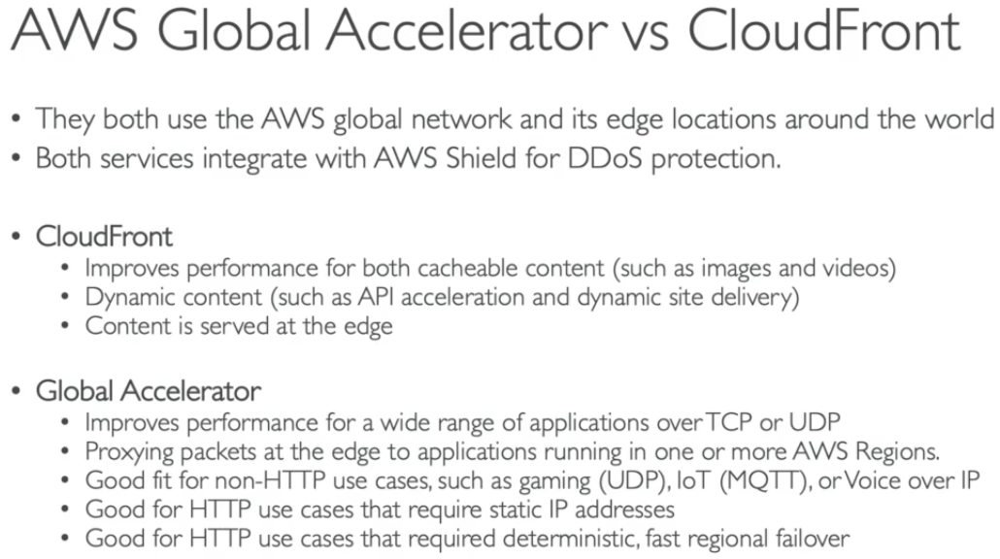 AWS Global Accelerator vs CloudFront
• They both use the AWS global network and its edge locations around the world
• Both services integrate with AWS Shield for DDoS protection.
• CloudFront
• Improves performance for both cacheable content (such as images and videos)
• Dynamic content (such as API acceleration and dynamic site delivery)
• Content is served at the edge
• Global Accelerator
• Improves performance for a wide range of applications over TCP or UDP
• Proxying packets at the edge to applications running in one or more AWS Regions.
• Good fit for non-HTTP use cases, such as gaming (UDP), IoT (MQTT), or Voice over IP
• Good for HTTP use cases that require static IP addresses
• Good for HTTP use cases that required deterministic, fast regional failover